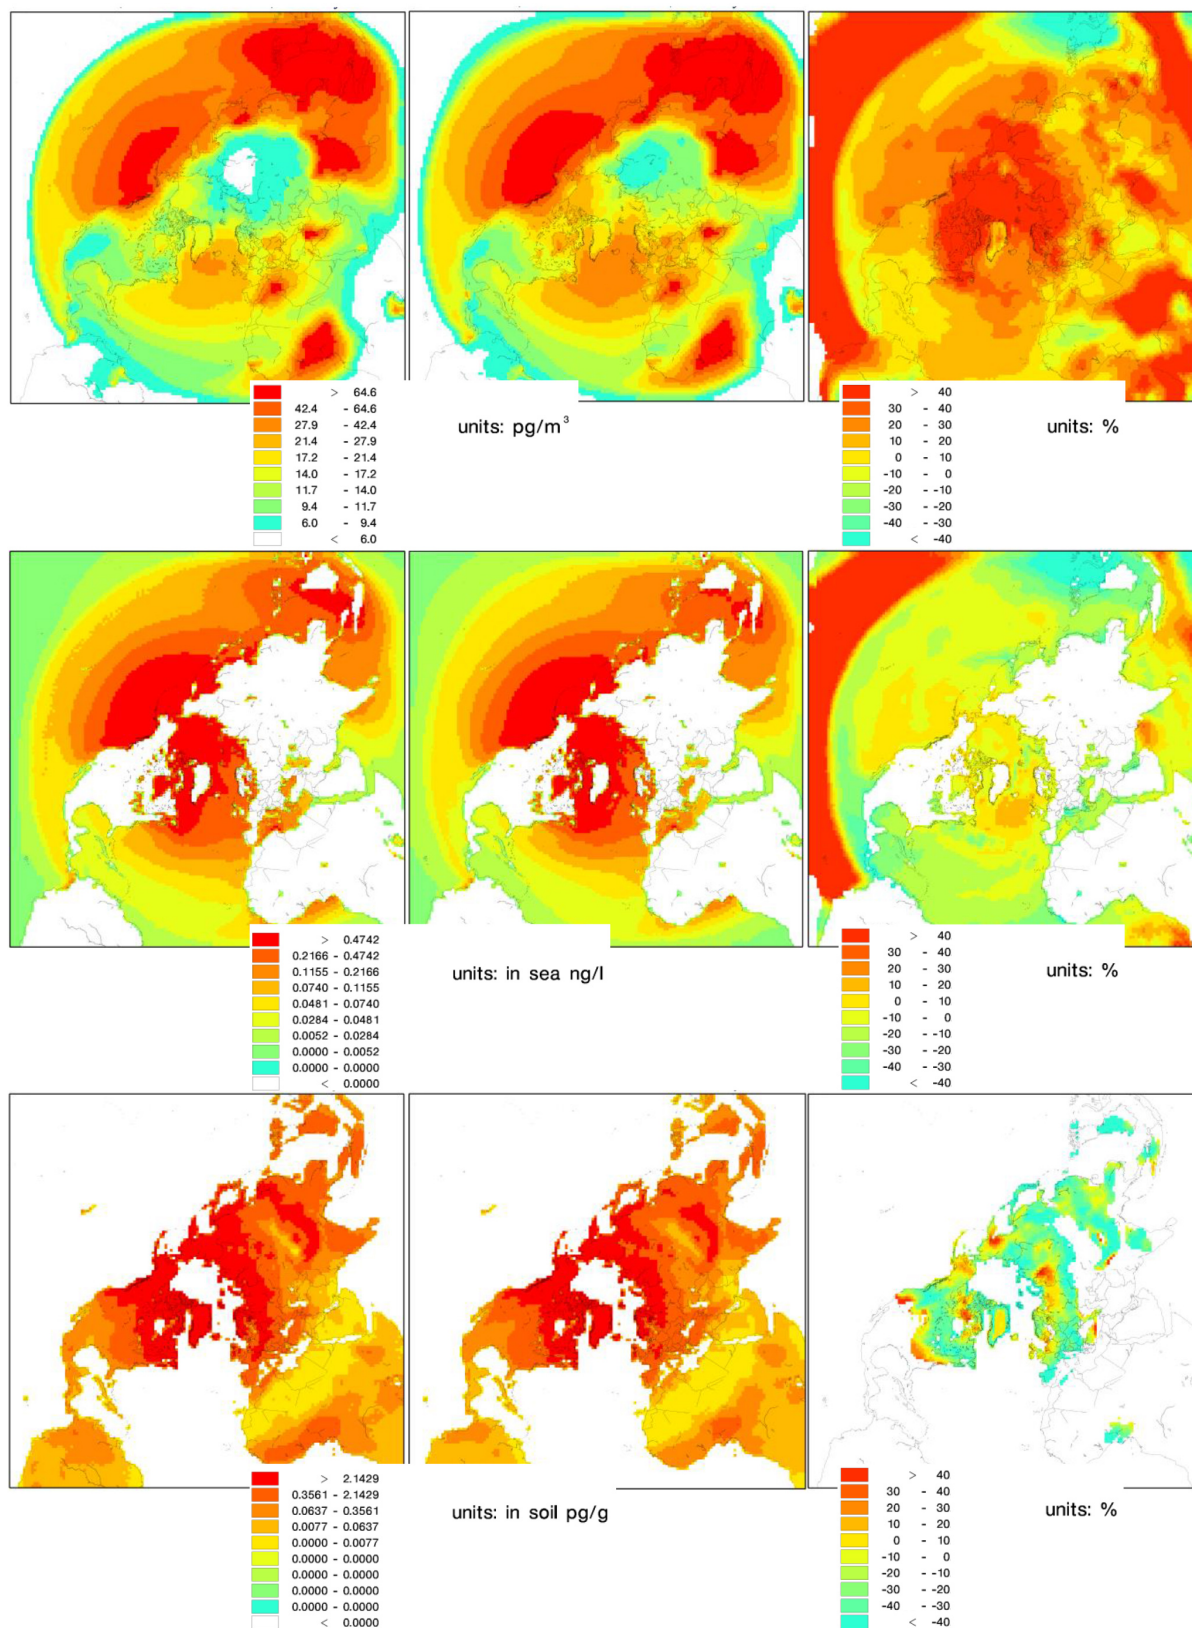 > 64.6
42.4 - 64.6
27.9 - 42.4
21.4 - 27.9
17.2 - 21.4
14.0 - 17.2
11.7 - 14.0
9.4 - 11.7
6.0 - 9.4
< 6.0
units: pg/m³
> 40
30 - 40
20 - 30
10 - 20
0 - 10
-10 - 0
-20 - -10
-30 - -20
-40 - -30
< -40
units: %
> 0.4742
0.2166 - 0.4742
0.1155 - 0.2166
0.0740 - 0.1155
0.0481 - 0.0740
0.0284 - 0.0481
0.0052 - 0.0284
0.0000 - 0.0052
0.0000 - 0.0000
< 0.0000
units: in sea ng/l
> 40
30 - 40
20 - 30
10 - 20
0 - 10
-10 - 0
-20 - -10
-30 - -20
-40 - -30
< -40
units: %
> 2.1429
0.3561 - 2.1429
0.0637 - 0.3561
0.0077 - 0.0637
0.0000 - 0.0077
0.0000 - 0.0000
0.0000 - 0.0000
0.0000 - 0.0000
0.0000 - 0.0000
< 0.0000
units: in soil pg/g
> 40
30 - 40
20 - 30
10 - 20
0 - 10
-10 - 0
-20 - -10
-30 - -20
-40 - -30
< -40
units: %